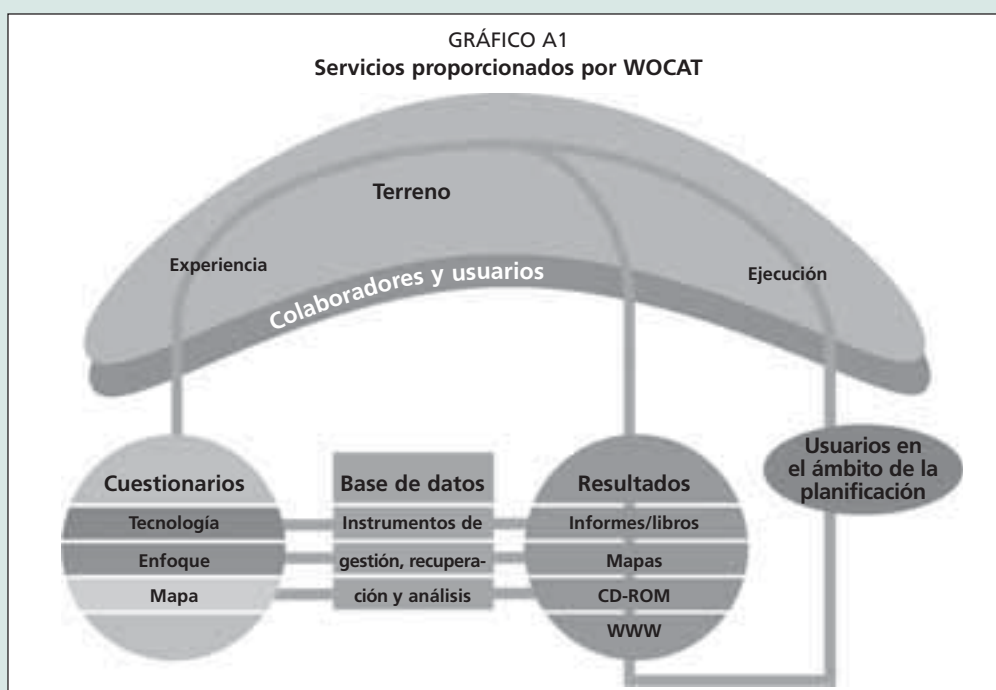 GRÁFICO A1
Servicios proporcionados por WOCAT
Terreno
Experiencia
Ejecución
Colaboradores y usuarios
Cuestionarios
Tecnología
Enfoque
Mapa
Base de datos
Instrumentos de
gestión, recupera-
ción y análisis
Resultados
Informes/libros
Mapas
CD-ROM
WWW
Usuarios en
el ámbito de la
planificación